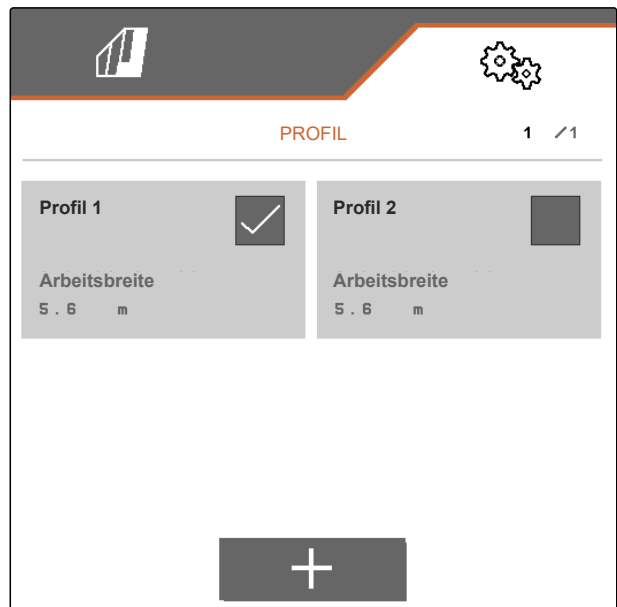 PROFIL 1 /1
Profil 1 Profil 2
Arbeitsbreite Arbeitsbreite
5.6 m 5.6 m
+